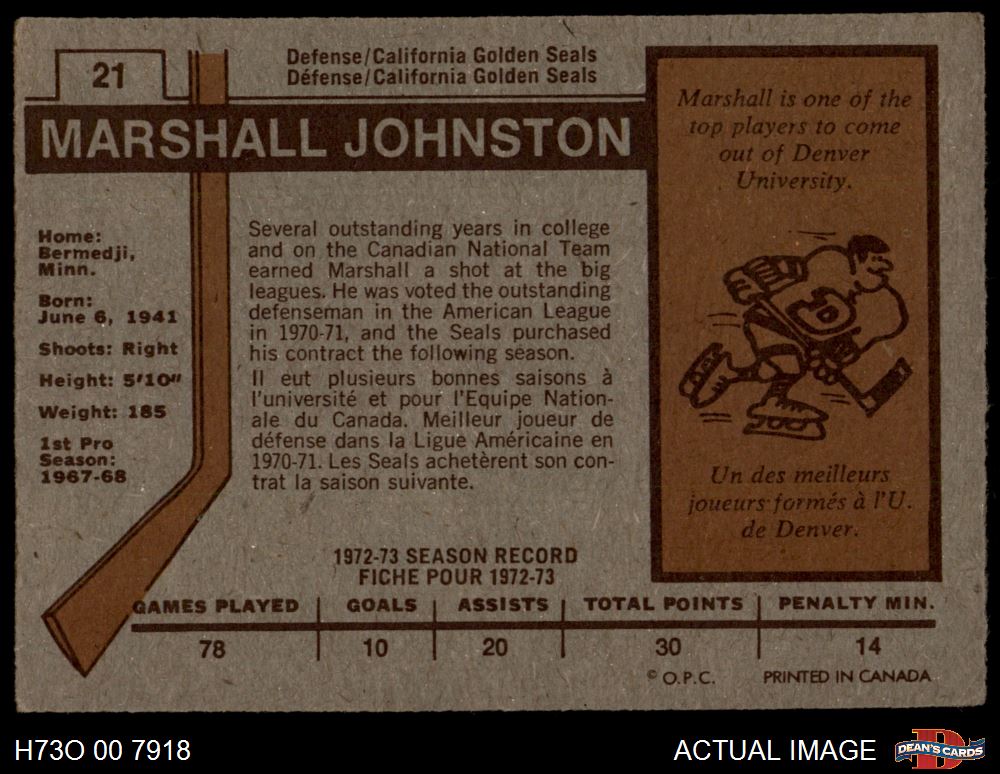 21
Defense/California Golden Seals
Défense/California Golden Seals
MARSHALL JOHNSTON
Home:
Bermedji,
Minn.
Born:
June 6, 1941
Shoots: Right
Height: 5'10"
Weight: 185
1st Pro
Season:
1967-68
Several outstanding years in college
and on the Canadian National Team
earned Marshall a shot at the big
leagues. He was voted the outstanding
defenseman in the American League
in 1970-71, and the Seals purchased
his contract the following season.
Il eut plusieurs bonnes saisons à
l'université et pour l'Equipe Nation-
ale du Canada. Meilleur joueur de
défense dans la Ligue Américaine en
1970-71. Les Seals achetèrent son con-
trat la saison suivante.
Marshall is one of the
top players to come
out of Denver
University.
8
Un des meilleurs
joueurs formés à l'U.
de Denver.
1972-73 SEASON RECORD
FICHE POUR 1972-73
GAMES PLAYED GOALS ASSISTS TOTAL POINTS PENALTY MIN.
78 10 20 30 14
© O.P.C. PRINTED IN CANADA
H73O 00 7918
ACTUAL IMAGE
D
DEAN'S CARDS